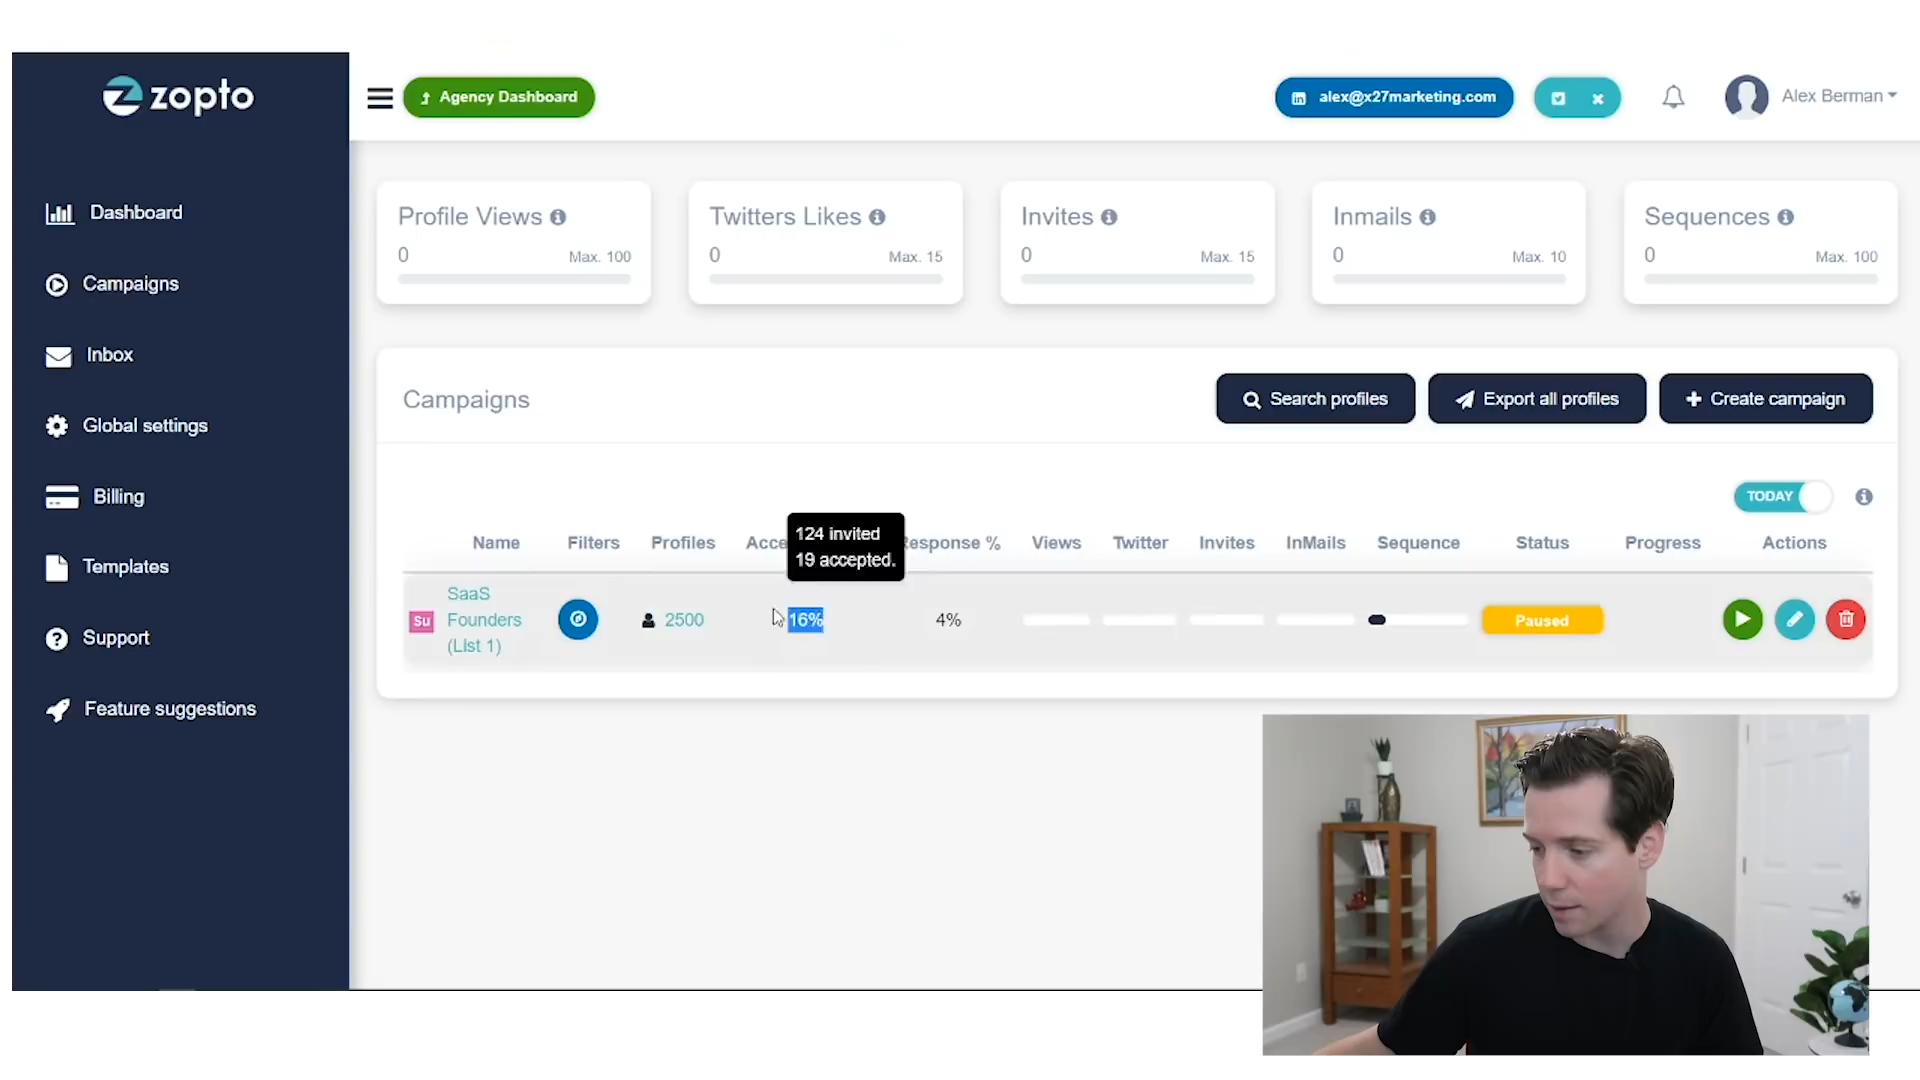 zopto
Agency Dashboard
alex@x27marketing.com
Alex Berman
Dashboard
Campaigns
Inbox
Global settings
Billing
Templates
Support
Feature suggestions
Profile Views
0 Max. 100
Twitters Likes
0 Max. 15
Invites
0 Max. 15
Inmails
0 Max. 10
Sequences
0 Max. 100
Campaigns
Search profiles
Export all profiles
Create campaign
TODAY
124 invited
19 accepted.
Name Filters Profiles Acce esponse % Views Twitter Invites InMails Sequence Status Progress Actions
Su
SaaS
Founders
(List 1)
2500
16%
4%
Paused